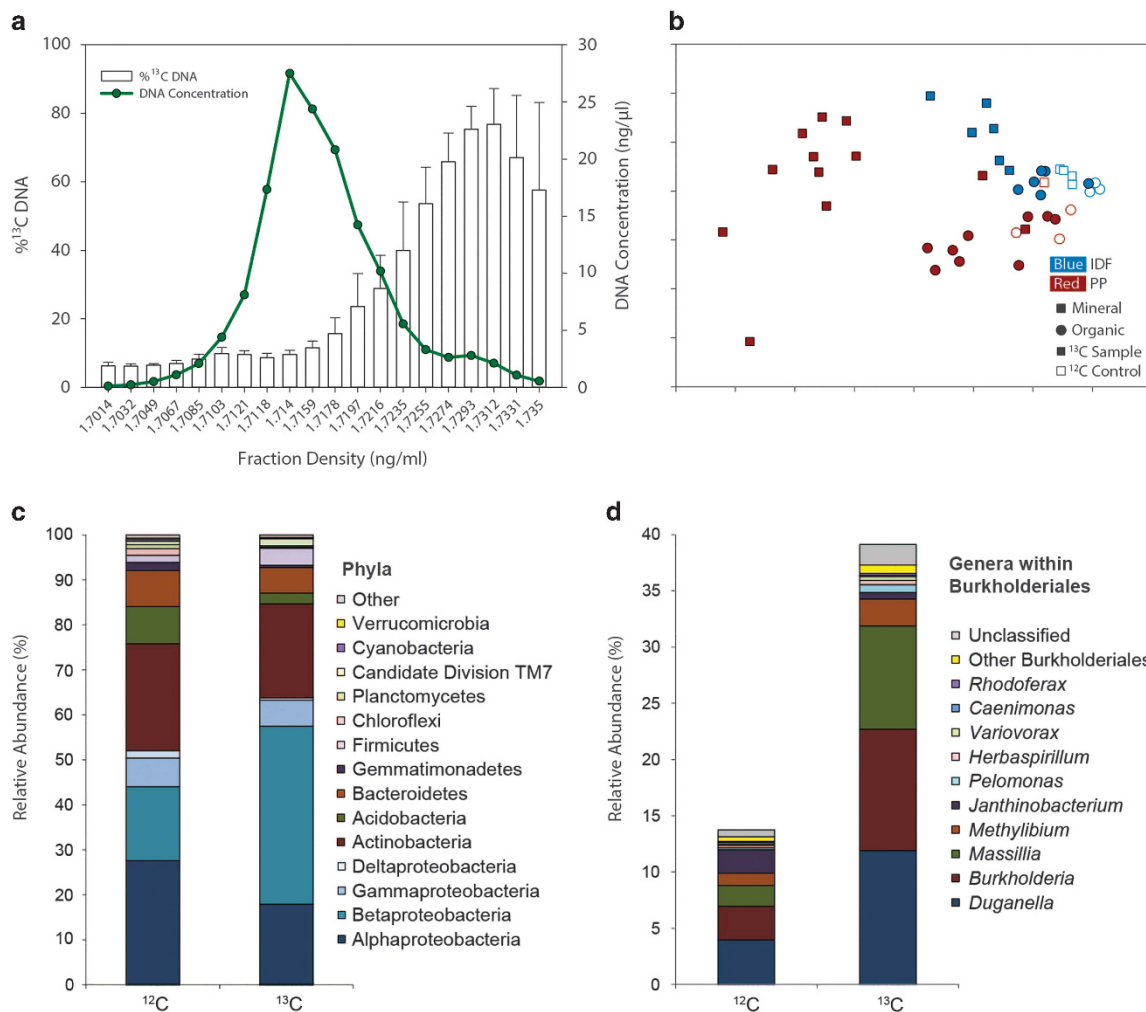 a
100
80
60
40
20
0
%¹³C DNA
% ¹³C DNA
DNA Concentration
30
25
20
15
10
5
0
DNA Concentration (ng/µl)
1.7014
1.7032
1.7049
1.7067
1.7085
1.7103
1.7121
1.7118
1.714
1.7159
1.7178
1.7197
1.7216
1.7235
1.7255
1.7274
1.7293
1.7312
1.7331
1.735
Fraction Density (ng/ml)
b
Blue IDF
Red PP
Mineral
Organic
¹³C Sample
¹²C Control
c
100
90
80
70
60
50
40
30
20
10
0
Relative Abundance (%)
¹²C
¹³C
Phyla
Other
Verrucomicrobia
Cyanobacteria
Candidate Division TM7
Planctomycetes
Chloroflexi
Firmicutes
Gemmatimonadetes
Bacteroidetes
Acidobacteria
Actinobacteria
Deltaproteobacteria
Gammaproteobacteria
Betaproteobacteria
Alphaproteobacteria
d
40
35
30
25
20
15
10
5
0
Relative Abundance (%)
¹²C
¹³C
Genera within
Burkholderiales
Unclassified
Other Burkholderiales
Rhodoferax
Caenimonas
Variovorax
Herbaspirillum
Pelomonas
Janthinobacterium
Methylibium
Massillia
Burkholderia
Duganella